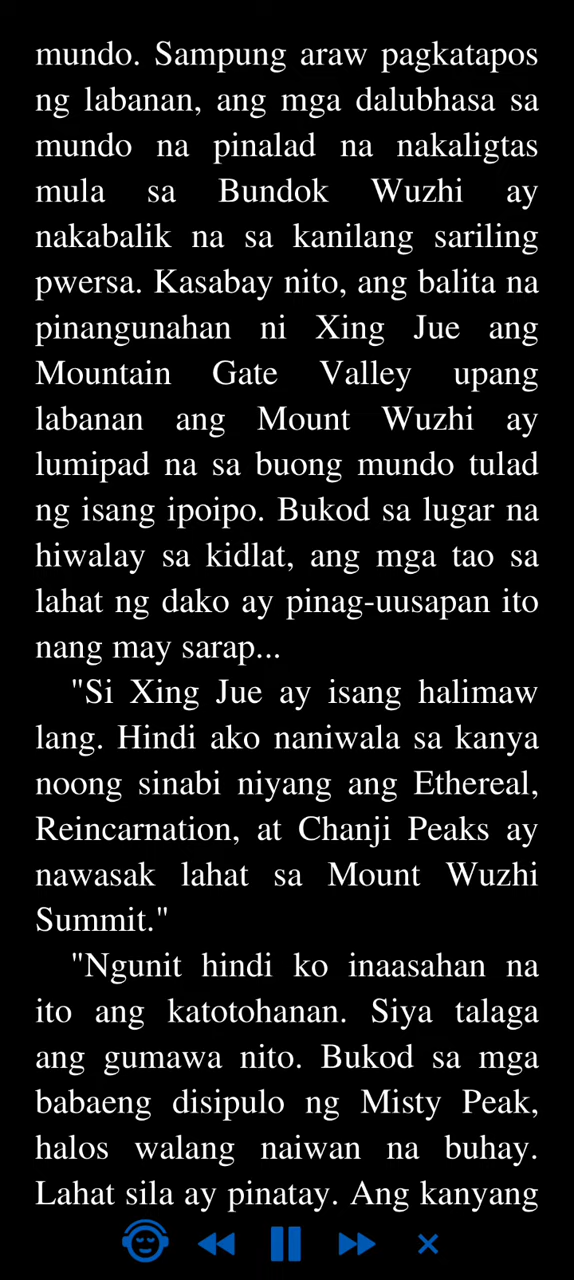 mundo. Sampung araw pagkatapos
ng labanan, ang mga dalubhasa sa
mundo na pinalad na nakaligtas
mula sa Bundok Wuzhi ay
nakabalik na sa kanilang sariling
pwersa. Kasabay nito, ang balita na
pinangunahan ni Xing Jue ang
Mountain Gate Valley upang
labanan ang Mount Wuzhi ay
lumipad na sa buong mundo tulad
ng isang ipoipo. Bukod sa lugar na
hiwalay sa kidlat, ang mga tao sa
lahat ng dako ay pinag-uusapan ito
nang may sarap...
"Si Xing Jue ay isang halimaw
lang. Hindi ako naniwala sa kanya
noong sinabi niyang ang Ethereal,
Reincarnation, at Chanji Peaks ay
nawasak lahat sa Mount Wuzhi
Summit."
"Ngunit hindi ko inaasahan na
ito ang katotohanan. Siya talaga
ang gumawa nito. Bukod sa mga
babaeng disipulo ng Misty Peak,
halos walang naiwan na buhay.
Lahat sila ay pinatay. Ang kanyang